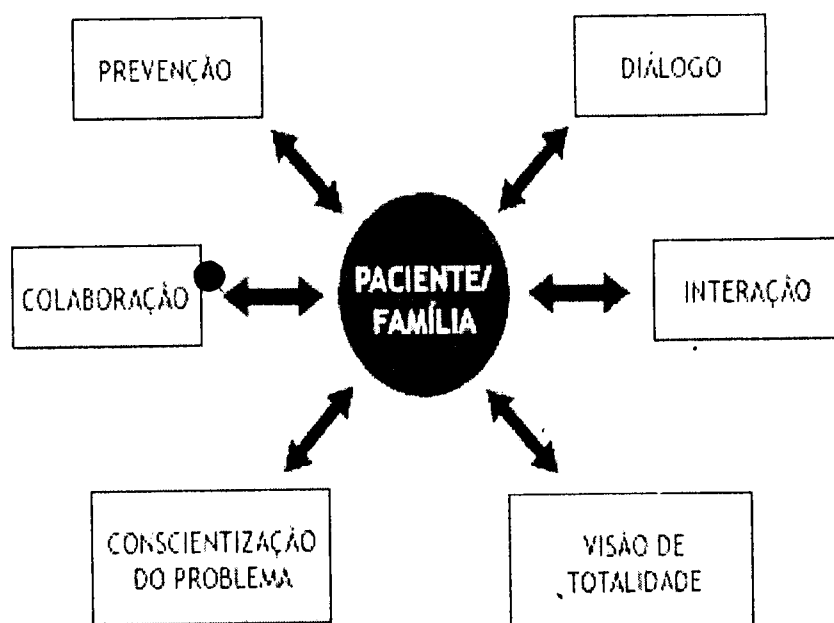 PREVENÇÃO
DIÁLOGO
COLABORAÇÃO
PACIENTE/
FAMÍLIA
INTERAÇÃO
CONSCIENTIZAÇÃO
DO PROBLEMA
VISÃO DE
TOTALIDADE